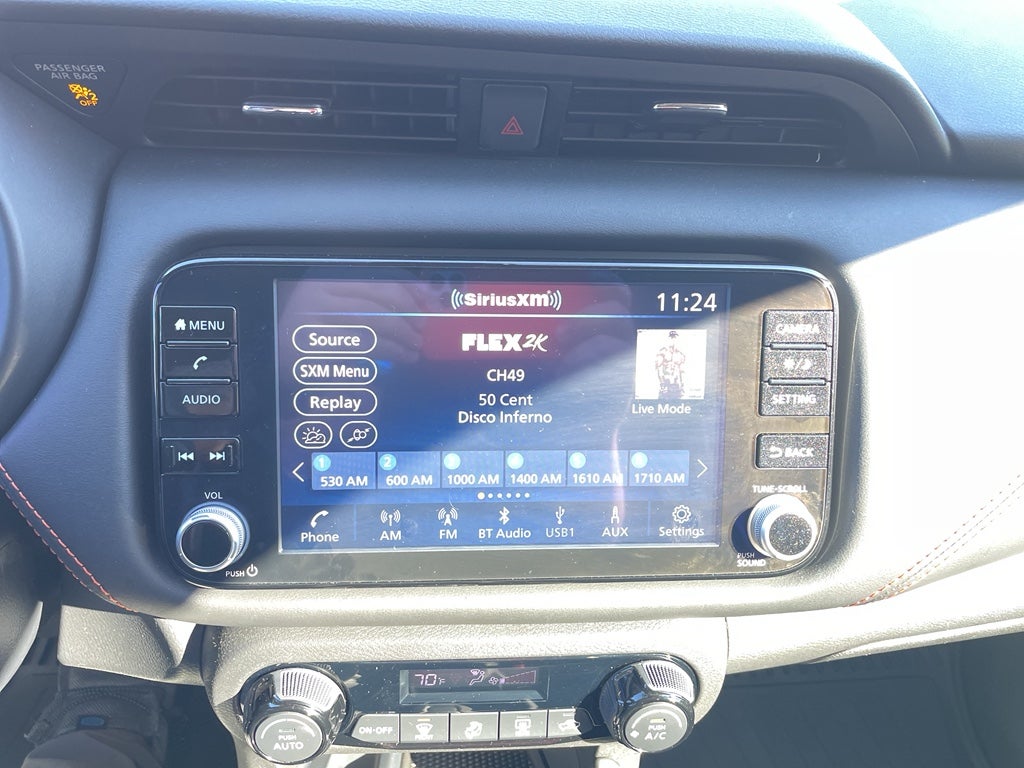 PASSENGER
AIR BAG
OFF
SiriusXM
11:24
MENU
AUDIO
VOL
PUSH
Source
SXM Menu
Replay
FLEX2K
CH49
50 Cent
Disco Inferno
Live Mode
1 2
530 AM 600 AM 1000 AM 1400 AM 1610 AM 1710 AM
Phone AM FM BT Audio USB1 AUX Settings
CAMERA
SETTING
BACK
TUNE·SCROLL
PUSH
SOUND
70°F
PUSH
AUTO
ON·OFF
PUSH
A/C